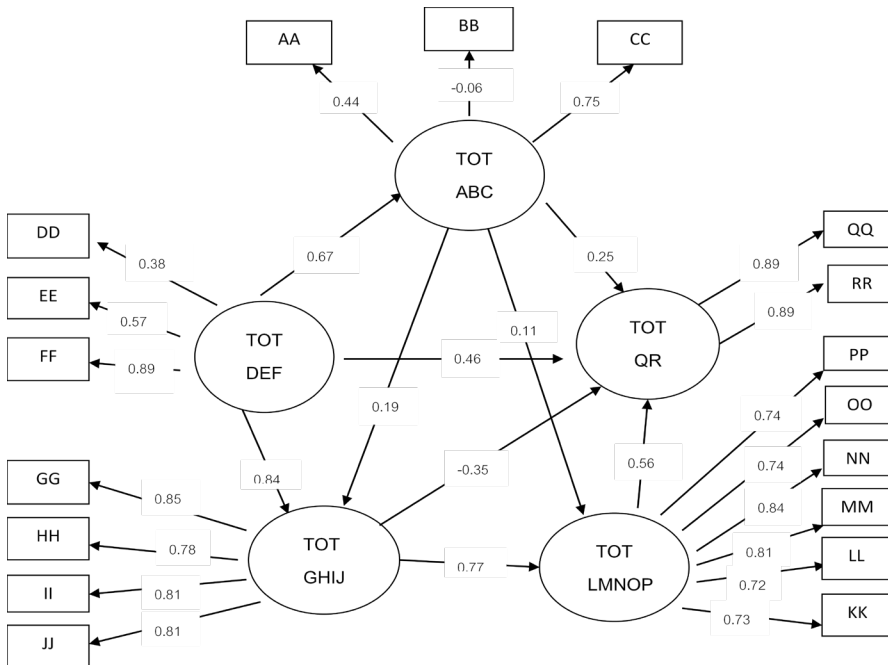 AA
BB
CC
0.44
-0.06
0.75
TOT
ABC
DD
0.38
0.67
0.25
QQ
0.89
EE
0.57
RR
0.89
FF
0.89
TOT
DEF
0.46
0.11
TOT
QR
PP
0.74
OO
0.74
0.19
0.84
-0.35
0.56
NN
0.84
GG
0.85
MM
0.81
HH
0.78
TOT
GHIJ
0.77
TOT
LMNOP
LL
0.72
II
0.81
KK
0.73
JJ
0.81